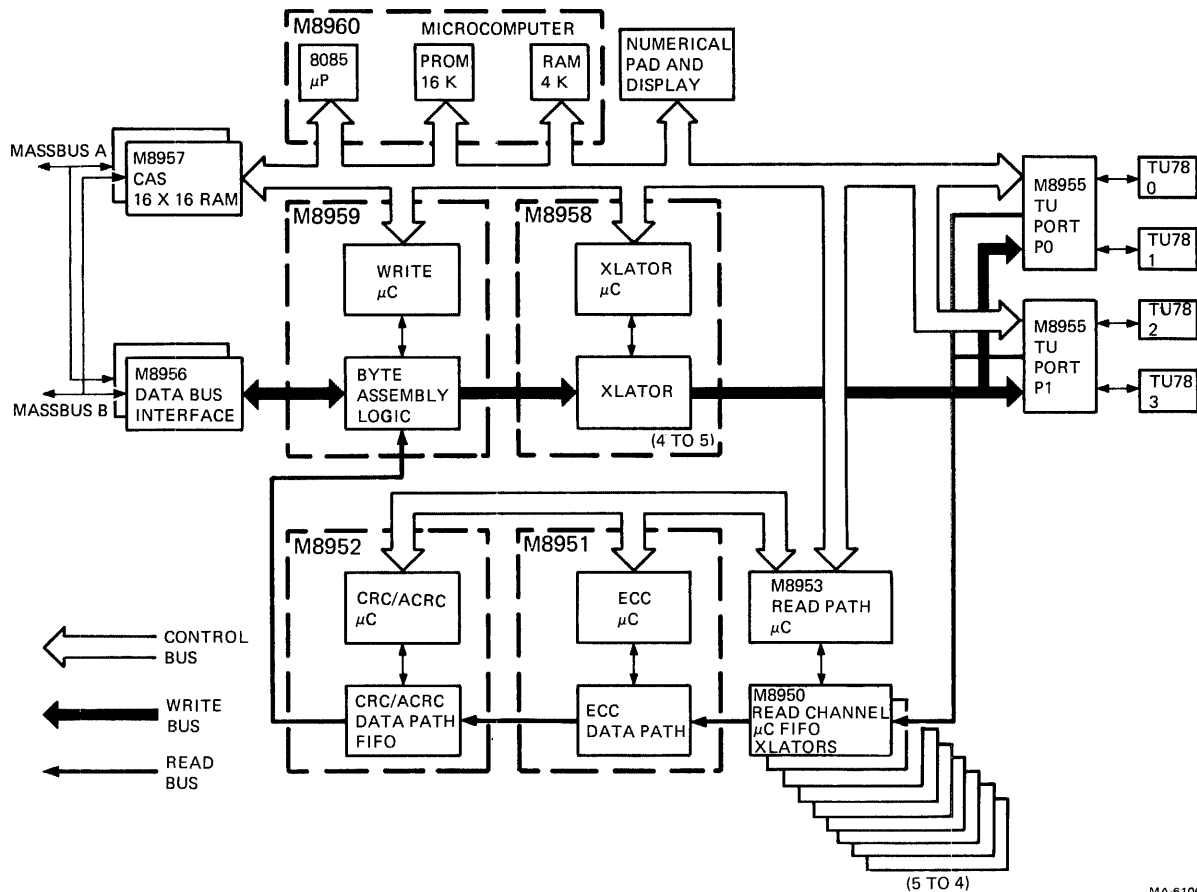 M8960
MICROCOMPUTER
8085
μP
PROM
16 K
RAM
4 K
NUMERICAL
PAD AND
DISPLAY
MASSBUS A
M8957
CAS
16 X 16 RAM
M8955
TU
PORT
P0
TU78
0
TU78
1
M8959
WRITE
μC
M8958
XLATOR
μC
M8955
TU
PORT
P1
TU78
2
TU78
3
MASSBUS B
M8956
DATA BUS
INTERFACE
BYTE
ASSEMBLY
LOGIC
XLATOR
(4 TO 5)
M8952
CRC/ACRC
μC
M8951
ECC
μC
M8953
READ PATH
μC
CRC/ACRC
DATA PATH
FIFO
ECC
DATA PATH
M8950
READ CHANNEL
μC FIFO
XLATORS
(5 TO 4)
CONTROL
BUS
WRITE
BUS
READ
BUS